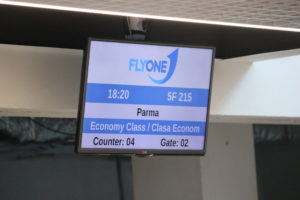 FLYONE
18:20 5F 215
Parma
Economy Class / Clasa Econom
Counter: 04 Gate: 02